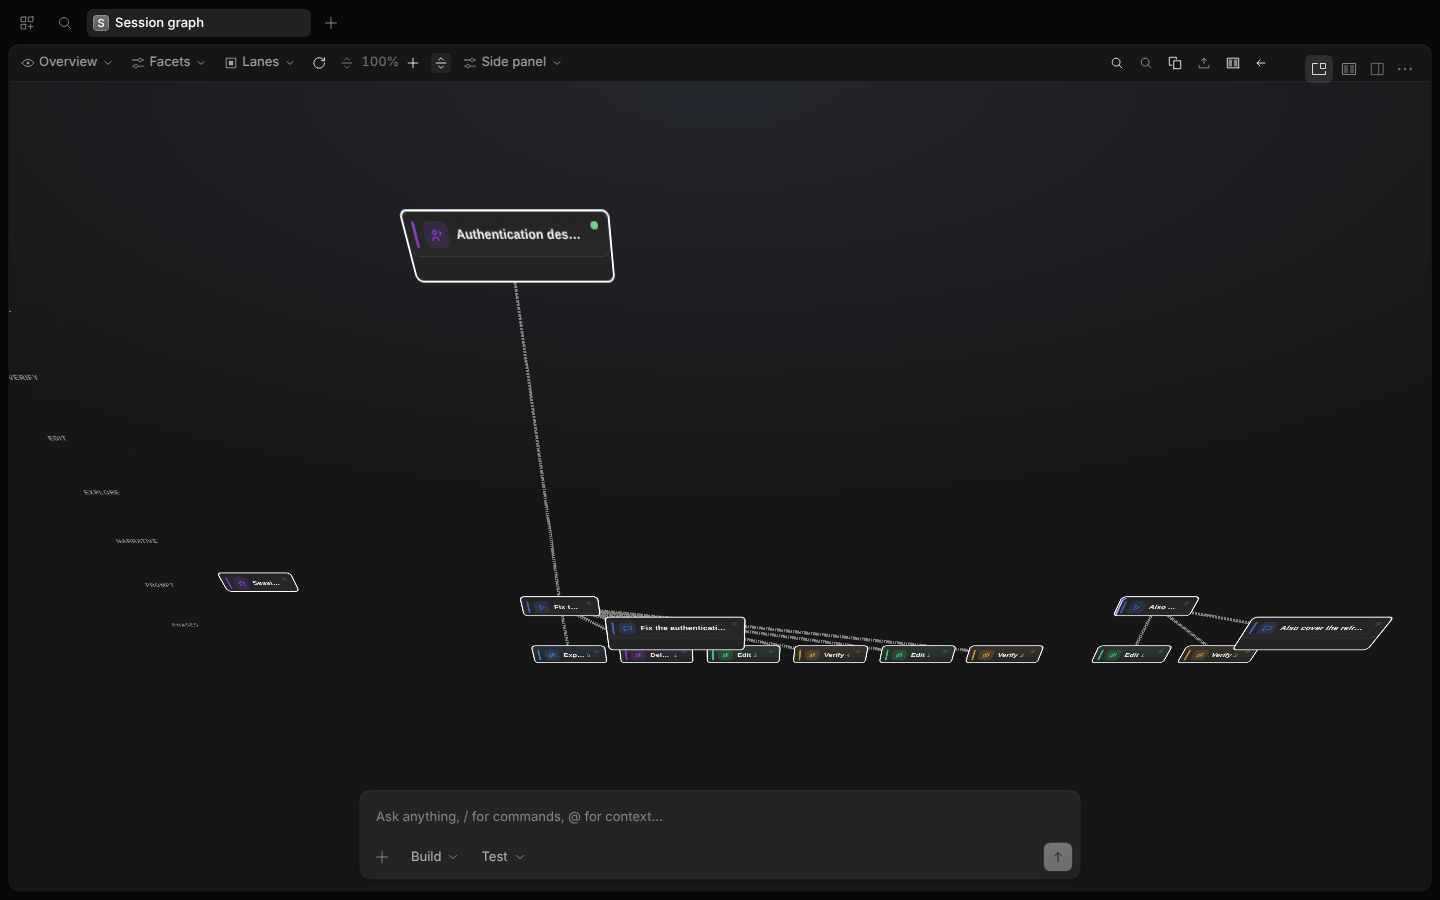 S Session graph
Overview Facets Lanes 100% Side panel
Authentication des...
VERIFY
EDIT
EXPLORE
NARRATIVE
PROMPT
PHASES
Sessi...
Fix t...
Fix the authenticati...
Also ...
Also cover the refr...
Exp...
Del...
Edit
Verify
Edit
Verify
Edit
Verify
Ask anything, / for commands, @ for context...
Build Test